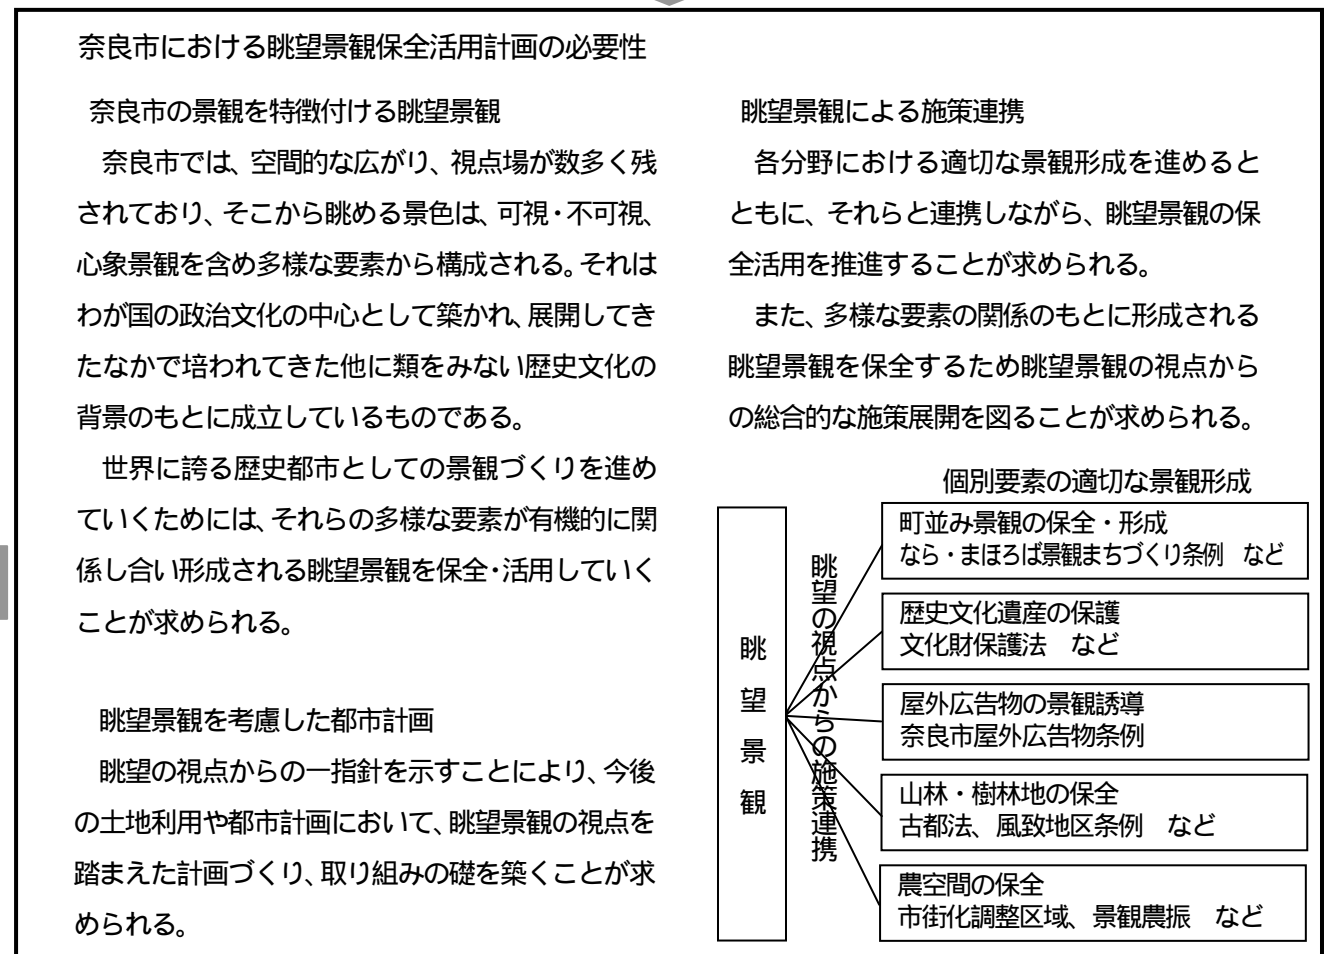 奈良市における眺望景観保全活用計画の必要性
奈良市の景観を特徴付ける眺望景観
奈良市では、空間的な広がり、視点場が数多く残
されており、そこから眺める景色は、可視・不可視、
心象景観を含め多様な要素から構成される。それは
わが国の政治文化の中心として築かれ、展開してき
たなかで培われてきた他に類をみない歴史文化の
背景のもとに成立しているものである。
世界に誇る歴史都市としての景観づくりを進め
ていくためには、それらの多様な要素が有機的に関
係し合い形成される眺望景観を保全・活用していく
ことが求められる。
眺望景観を考慮した都市計画
眺望の視点からの一指針を示すことにより、今後
の土地利用や都市計画において、眺望景観の視点を
踏まえた計画づくり、取り組みの礎を築くことが求
められる。
眺望景観による施策連携
各分野における適切な景観形成を進めると
ともに、それらと連携しながら、眺望景観の保
全活用を推進することが求められる。
また、多様な要素の関係のもとに形成される
眺望景観を保全するため眺望景観の視点から
の総合的な施策展開を図ることが求められる。
個別要素の適切な景観形成
眺望景観
眺望の視点からの施策連携
町並み景観の保全・形成
なら・まほろば景観まちづくり条例　など
歴史文化遺産の保護
文化財保護法　など
屋外広告物の景観誘導
奈良市屋外広告物条例
山林・樹林地の保全
古都法、風致地区条例　など
農空間の保全
市街化調整区域、景観農振　など